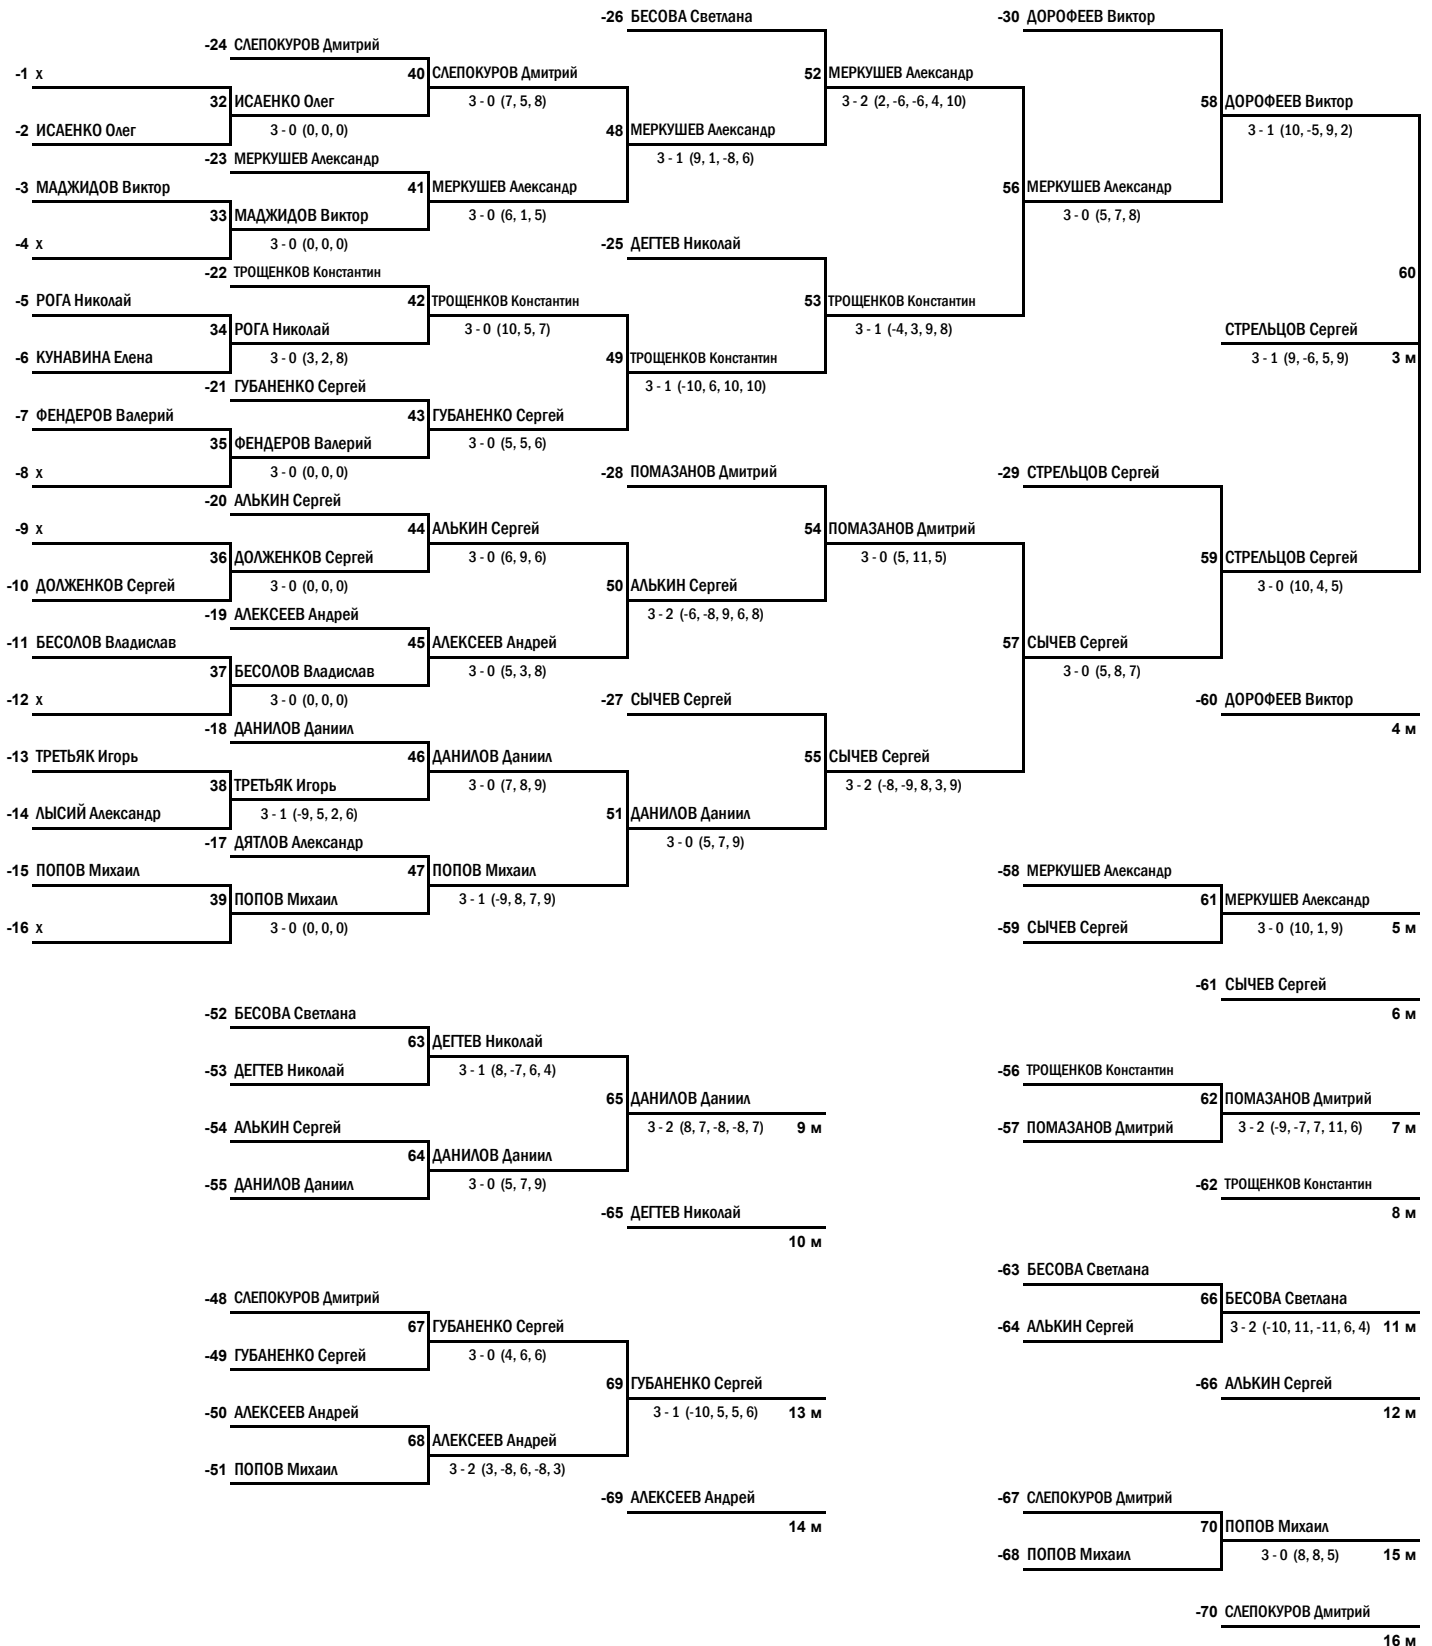 -26 БЕСОВА Светлана
-30 ДОРОФЕЕВ Виктор
-24 СЛЕПОКУРОВ Дмитрий
-1 x
40 СЛЕПОКУРОВ Дмитрий
52 МЕРКУШЕВ Александр
32 ИСАЕНКО Олег
3 - 0 (7, 5, 8)
3 - 2 (2, -6, -6, 4, 10)
58 ДОРОФЕЕВ Виктор
-2 ИСАЕНКО Олег
3 - 0 (0, 0, 0)
48 МЕРКУШЕВ Александр
3 - 1 (10, -5, 9, 2)
-23 МЕРКУШЕВ Александр
3 - 1 (9, 1, -8, 6)
-3 МАДЖИДОВ Виктор
41 МЕРКУШЕВ Александр
56 МЕРКУШЕВ Александр
33 МАДЖИДОВ Виктор
3 - 0 (6, 1, 5)
3 - 0 (5, 7, 8)
-4 x
3 - 0 (0, 0, 0)
-25 ДЕГТЕВ Николай
-22 ТРОЩЕНКОВ Константин
60
-5 РОГА Николай
42 ТРОЩЕНКОВ Константин
53 ТРОЩЕНКОВ Константин
34 РОГА Николай
3 - 0 (10, 5, 7)
3 - 1 (-4, 3, 9, 8)
СТРЕЛЬЦОВ Сергей
-6 КУНАВИНА Елена
3 - 0 (3, 2, 8)
49 ТРОЩЕНКОВ Константин
3 - 1 (9, -6, 5, 9) 3 м
-21 ГУБАНЕНКО Сергей
3 - 1 (-10, 6, 10, 10)
-7 ФЕНДЕРОВ Валерий
43 ГУБАНЕНКО Сергей
35 ФЕНДЕРОВ Валерий
3 - 0 (5, 5, 6)
-8 x
3 - 0 (0, 0, 0)
-28 ПОМАЗАНОВ Дмитрий
-29 СТРЕЛЬЦОВ Сергей
-20 АЛЬКИН Сергей
-9 x
44 АЛЬКИН Сергей
54 ПОМАЗАНОВ Дмитрий
36 ДОЛЖЕНКОВ Сергей
3 - 0 (6, 9, 6)
3 - 0 (5, 11, 5)
59 СТРЕЛЬЦОВ Сергей
-10 ДОЛЖЕНКОВ Сергей
3 - 0 (0, 0, 0)
50 АЛЬКИН Сергей
3 - 0 (10, 4, 5)
-19 АЛЕКСЕЕВ Андрей
3 - 2 (-6, -8, 9, 6, 8)
-11 БЕСОЛОВ Владислав
45 АЛЕКСЕЕВ Андрей
57 СЫЧЕВ Сергей
37 БЕСОЛОВ Владислав
3 - 0 (5, 3, 8)
3 - 0 (5, 8, 7)
-12 x
3 - 0 (0, 0, 0)
-27 СЫЧЕВ Сергей
-60 ДОРОФЕЕВ Виктор
-18 ДАНИЛОВ Даниил
4 м
-13 ТРЕТЬЯК Игорь
46 ДАНИЛОВ Даниил
55 СЫЧЕВ Сергей
38 ТРЕТЬЯК Игорь
3 - 0 (7, 8, 9)
3 - 2 (-8, -9, 8, 3, 9)
-14 ЛЫСИЙ Александр
3 - 1 (-9, 5, 2, 6)
51 ДАНИЛОВ Даниил
-17 ДЯТЛОВ Александр
3 - 0 (5, 7, 9)
-15 ПОПОВ Михаил
47 ПОПОВ Михаил
-58 МЕРКУШЕВ Александр
39 ПОПОВ Михаил
3 - 1 (-9, 8, 7, 9)
61 МЕРКУШЕВ Александр
-16 x
3 - 0 (0, 0, 0)
-59 СЫЧЕВ Сергей
3 - 0 (10, 1, 9) 5 м
-61 СЫЧЕВ Сергей
-52 БЕСОВА Светлана
6 м
63 ДЕГТЕВ Николай
-53 ДЕГТЕВ Николай
3 - 1 (8, -7, 6, 4)
-56 ТРОЩЕНКОВ Константин
65 ДАНИЛОВ Даниил
62 ПОМАЗАНОВ Дмитрий
-54 АЛЬКИН Сергей
3 - 2 (8, 7, -8, -8, 7) 9 м
-57 ПОМАЗАНОВ Дмитрий
3 - 2 (-9, -7, 7, 11, 6) 7 м
64 ДАНИЛОВ Даниил
-55 ДАНИЛОВ Даниил
3 - 0 (5, 7, 9)
-62 ТРОЩЕНКОВ Константин
-65 ДЕГТЕВ Николай
8 м
10 м
-63 БЕСОВА Светлана
-48 СЛЕПОКУРОВ Дмитрий
66 БЕСОВА Светлана
67 ГУБАНЕНКО Сергей
-64 АЛЬКИН Сергей
3 - 2 (-10, 11, -11, 6, 4) 11 м
-49 ГУБАНЕНКО Сергей
3 - 0 (4, 6, 6)
69 ГУБАНЕНКО Сергей
-66 АЛЬКИН Сергей
-50 АЛЕКСЕЕВ Андрей
3 - 1 (-10, 5, 5, 6) 13 м
12 м
68 АЛЕКСЕЕВ Андрей
-51 ПОПОВ Михаил
3 - 2 (3, -8, 6, -8, 3)
-69 АЛЕКСЕЕВ Андрей
-67 СЛЕПОКУРОВ Дмитрий
14 м
70 ПОПОВ Михаил
-68 ПОПОВ Михаил
3 - 0 (8, 8, 5) 15 м
-70 СЛЕПОКУРОВ Дмитрий
16 м